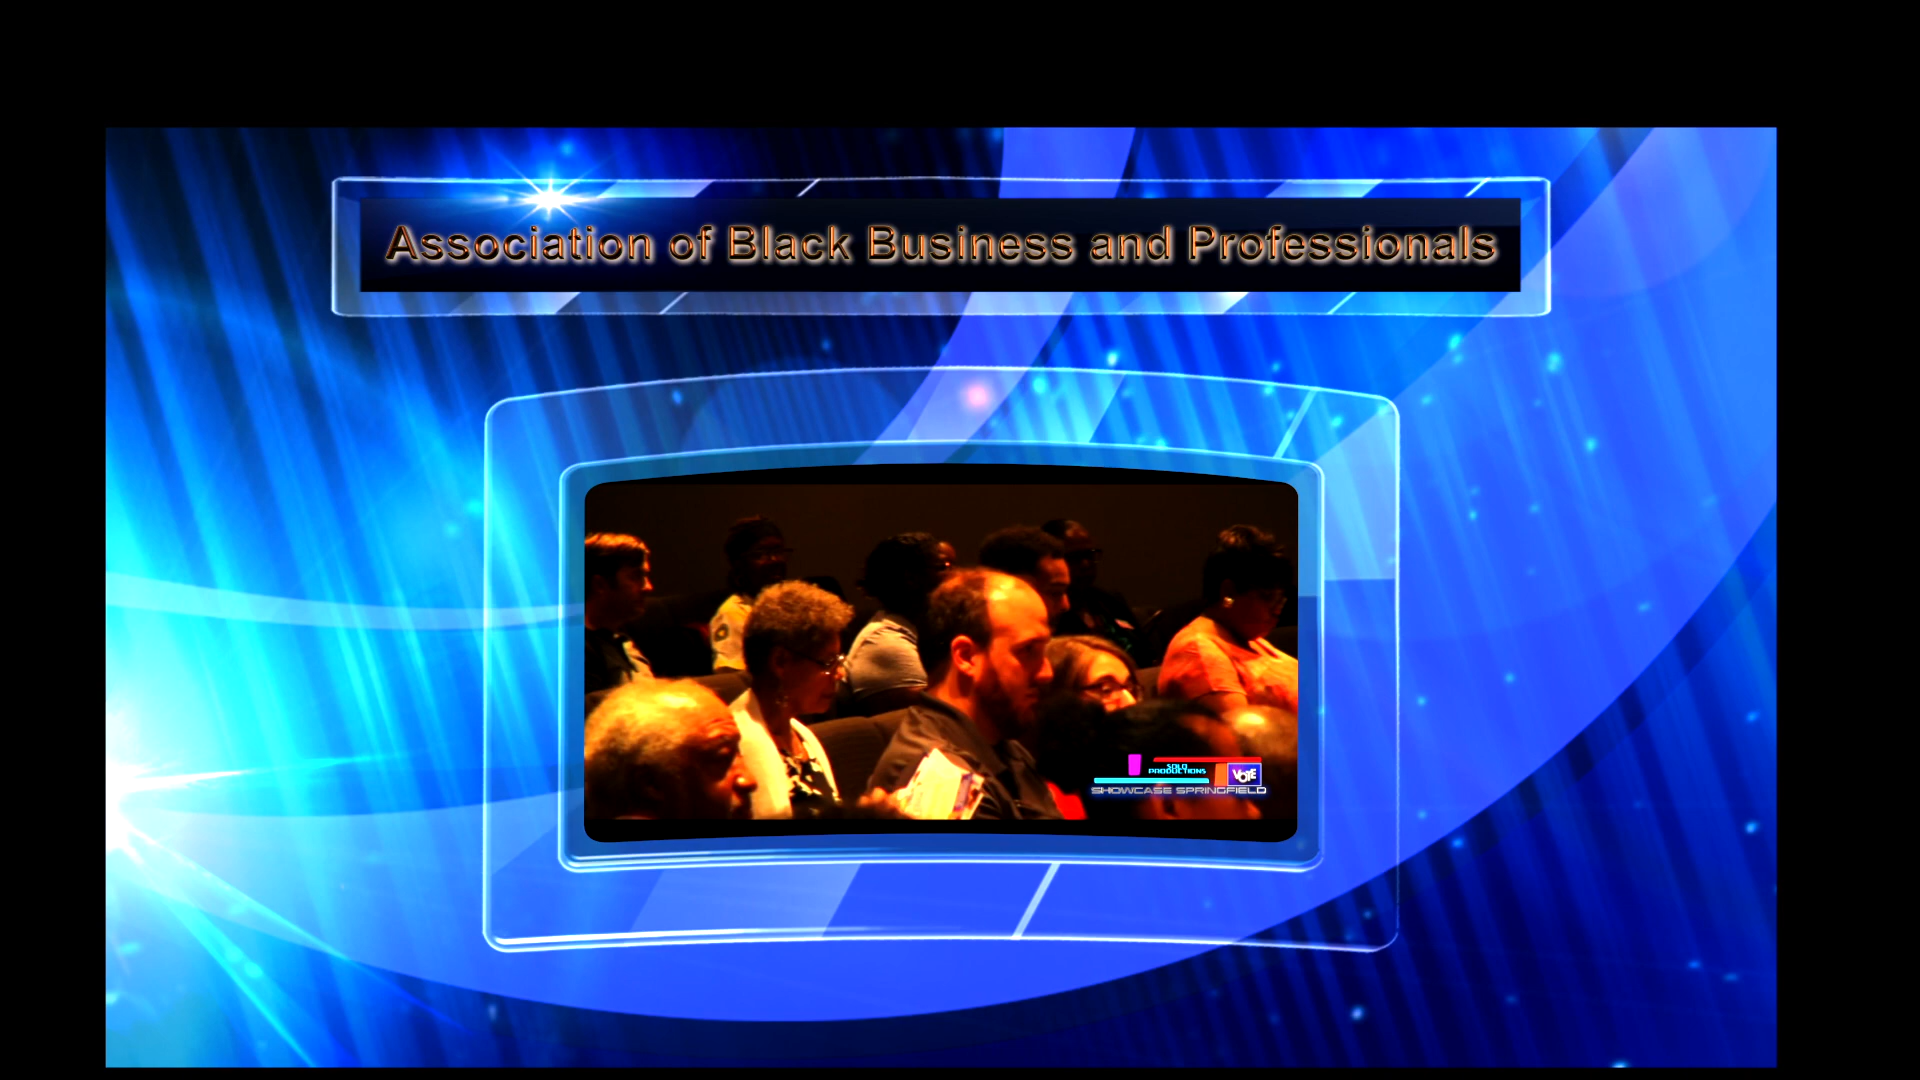 Association of Black Business and Professionals
SOLO
PRODUCTIONS
VOTE
SHOWCASE SPRINGFIELD